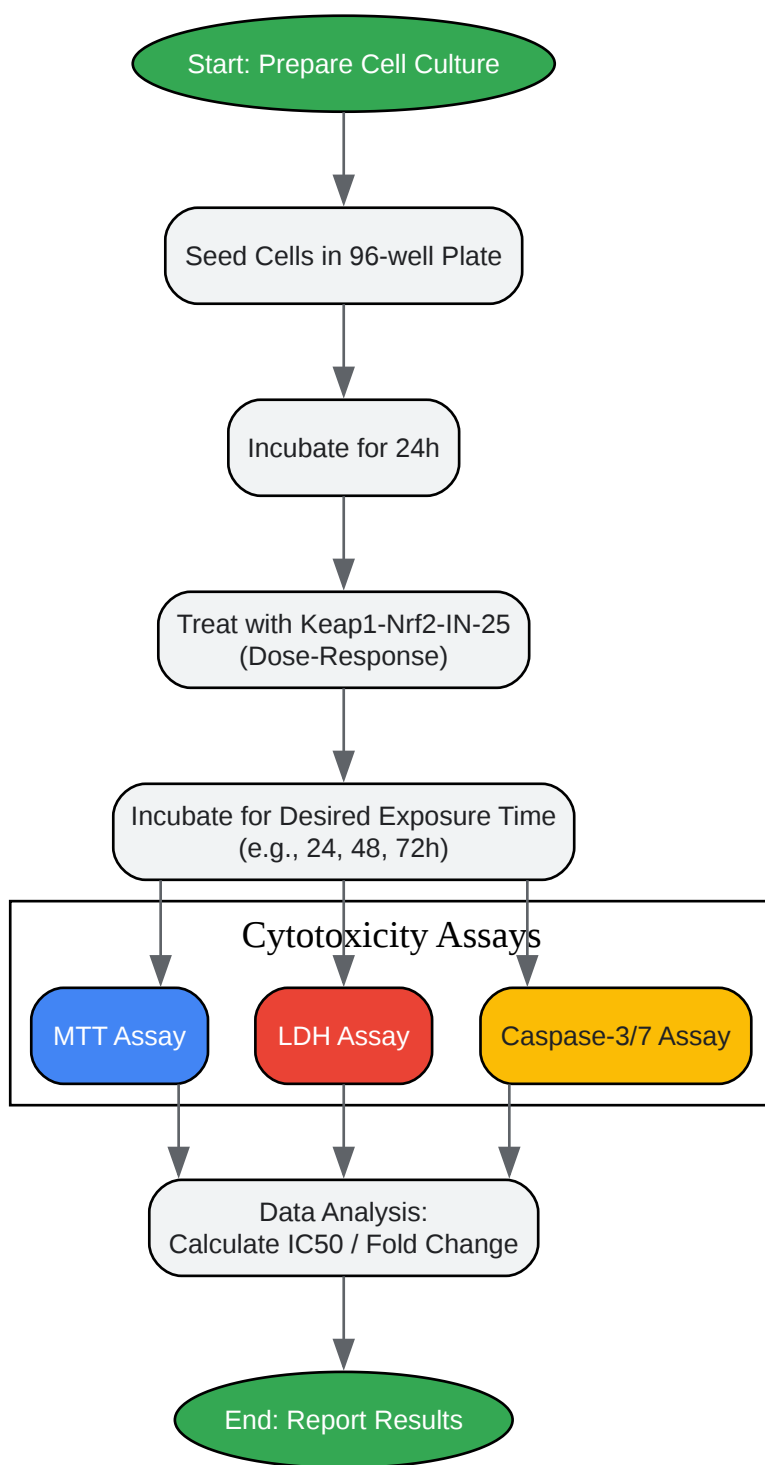 Start: Prepare Cell Culture
Seed Cells in 96-well Plate
Incubate for 24h
Treat with Keap1-Nrf2-IN-25
(Dose-Response)
Incubate for Desired Exposure Time
(e.g., 24, 48, 72h)
Cytotoxicity Assays
MTT Assay
LDH Assay
Caspase-3/7 Assay
Data Analysis:
Calculate IC50 / Fold Change
End: Report Results